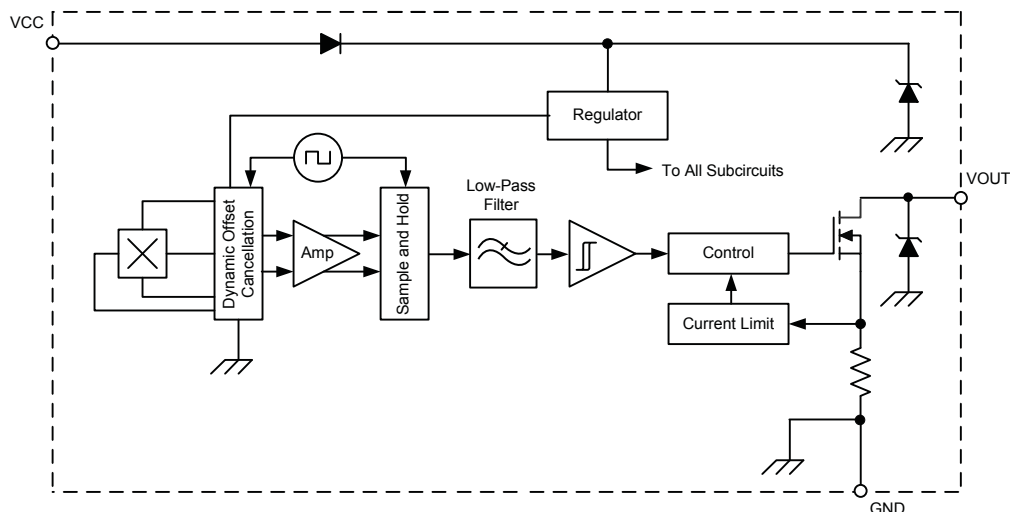 VCC
Regulator
To All Subcircuits
VOUT
Low-Pass
Filter
Dynamic Offset
Cancellation
Amp
Sample and Hold
Control
Current Limit
GND